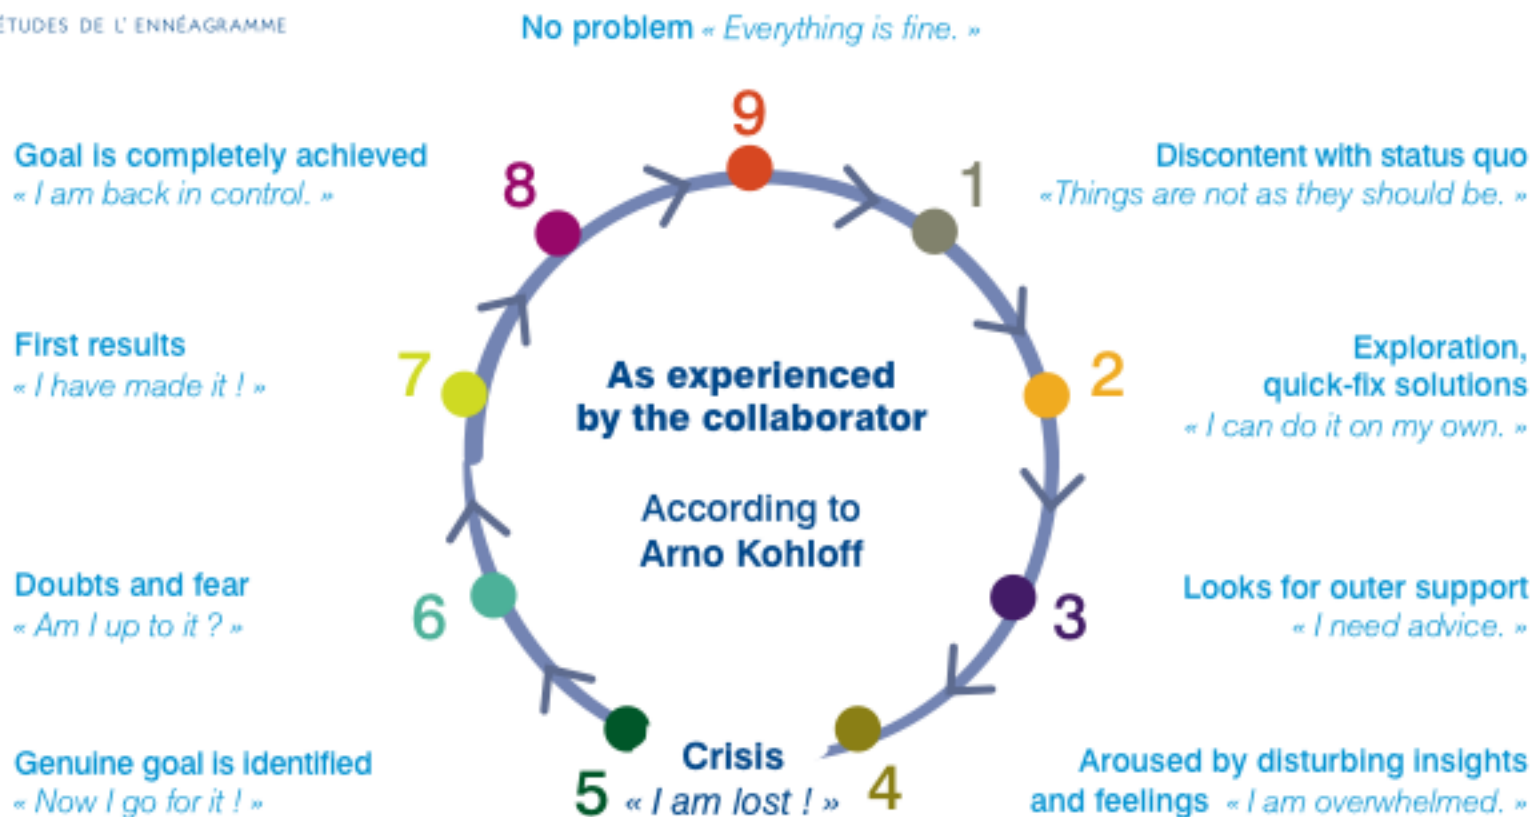 ÉTUDES DE L' ENNÉAGRAMME
No problem « Everything is fine. »
9
Goal is completely achieved
« I am back in control. »
8
1
Discontent with status quo
«Things are not as they should be. »
First results
« I have made it ! »
7
2
Exploration,
quick-fix solutions
« I can do it on my own. »
As experienced
by the collaborator
According to
Arno Kohloff
Doubts and fear
« Am I up to it ? »
6
3
Looks for outer support
« I need advice. »
Genuine goal is identified
« Now I go for it ! »
5
Crisis
« I am lost ! »
4
Aroused by disturbing insights
and feelings « I am overwhelmed. »